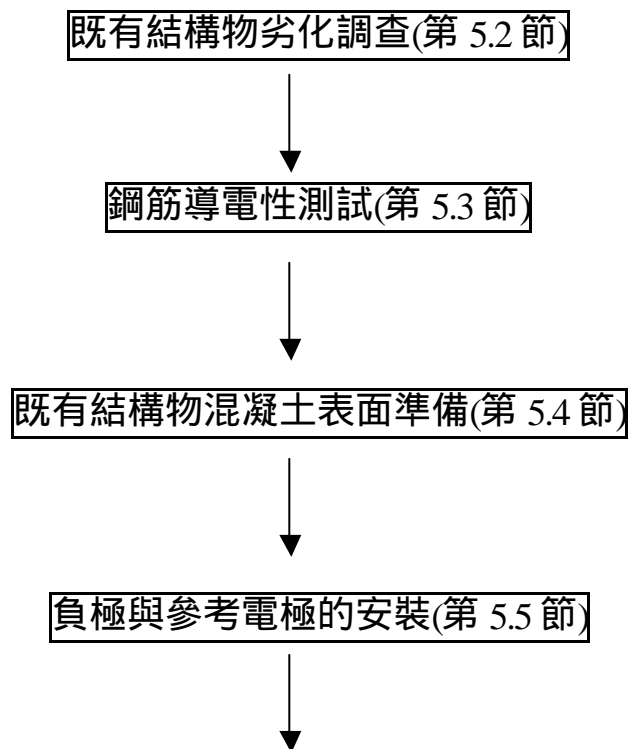 既有結構物劣化調查(第 5.2 節)
鋼筋導電性測試(第 5.3 節)
既有結構物混凝土表面準備(第 5.4 節)
負極與參考電極的安裝(第 5.5 節)